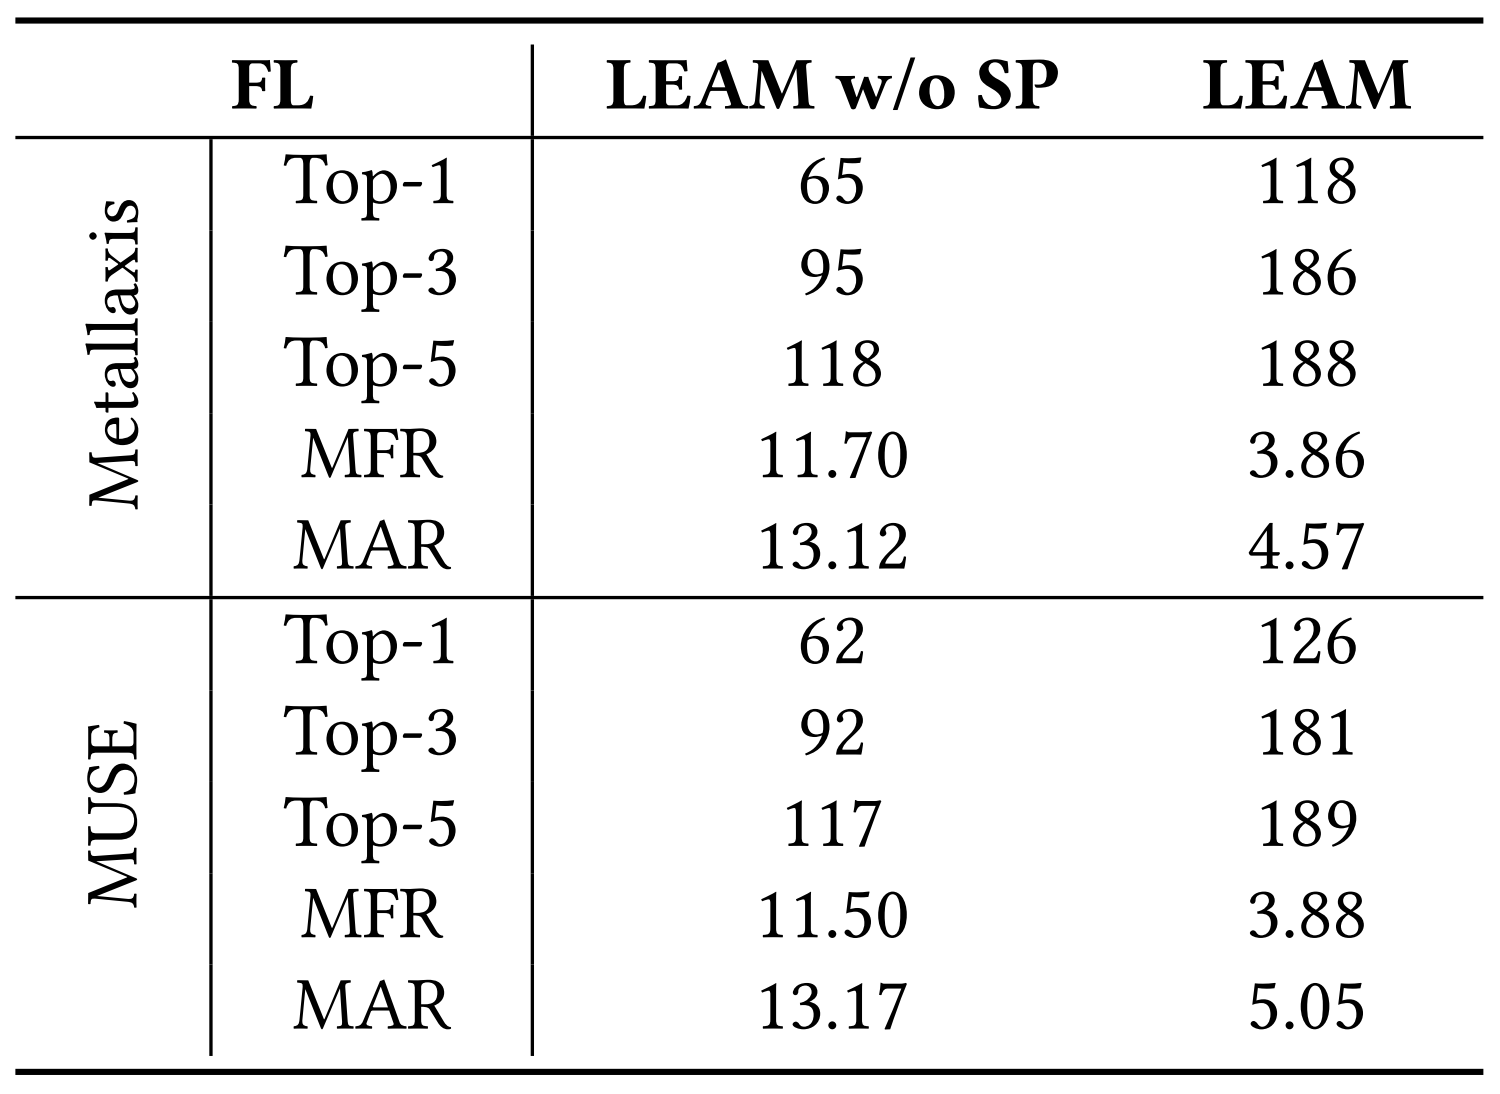 FL LEAM w/o SP LEAM
Metallaxis
Top-1 65 118
Top-3 95 186
Top-5 118 188
MFR 11.70 3.86
MAR 13.12 4.57
MUSE
Top-1 62 126
Top-3 92 181
Top-5 117 189
MFR 11.50 3.88
MAR 13.17 5.05